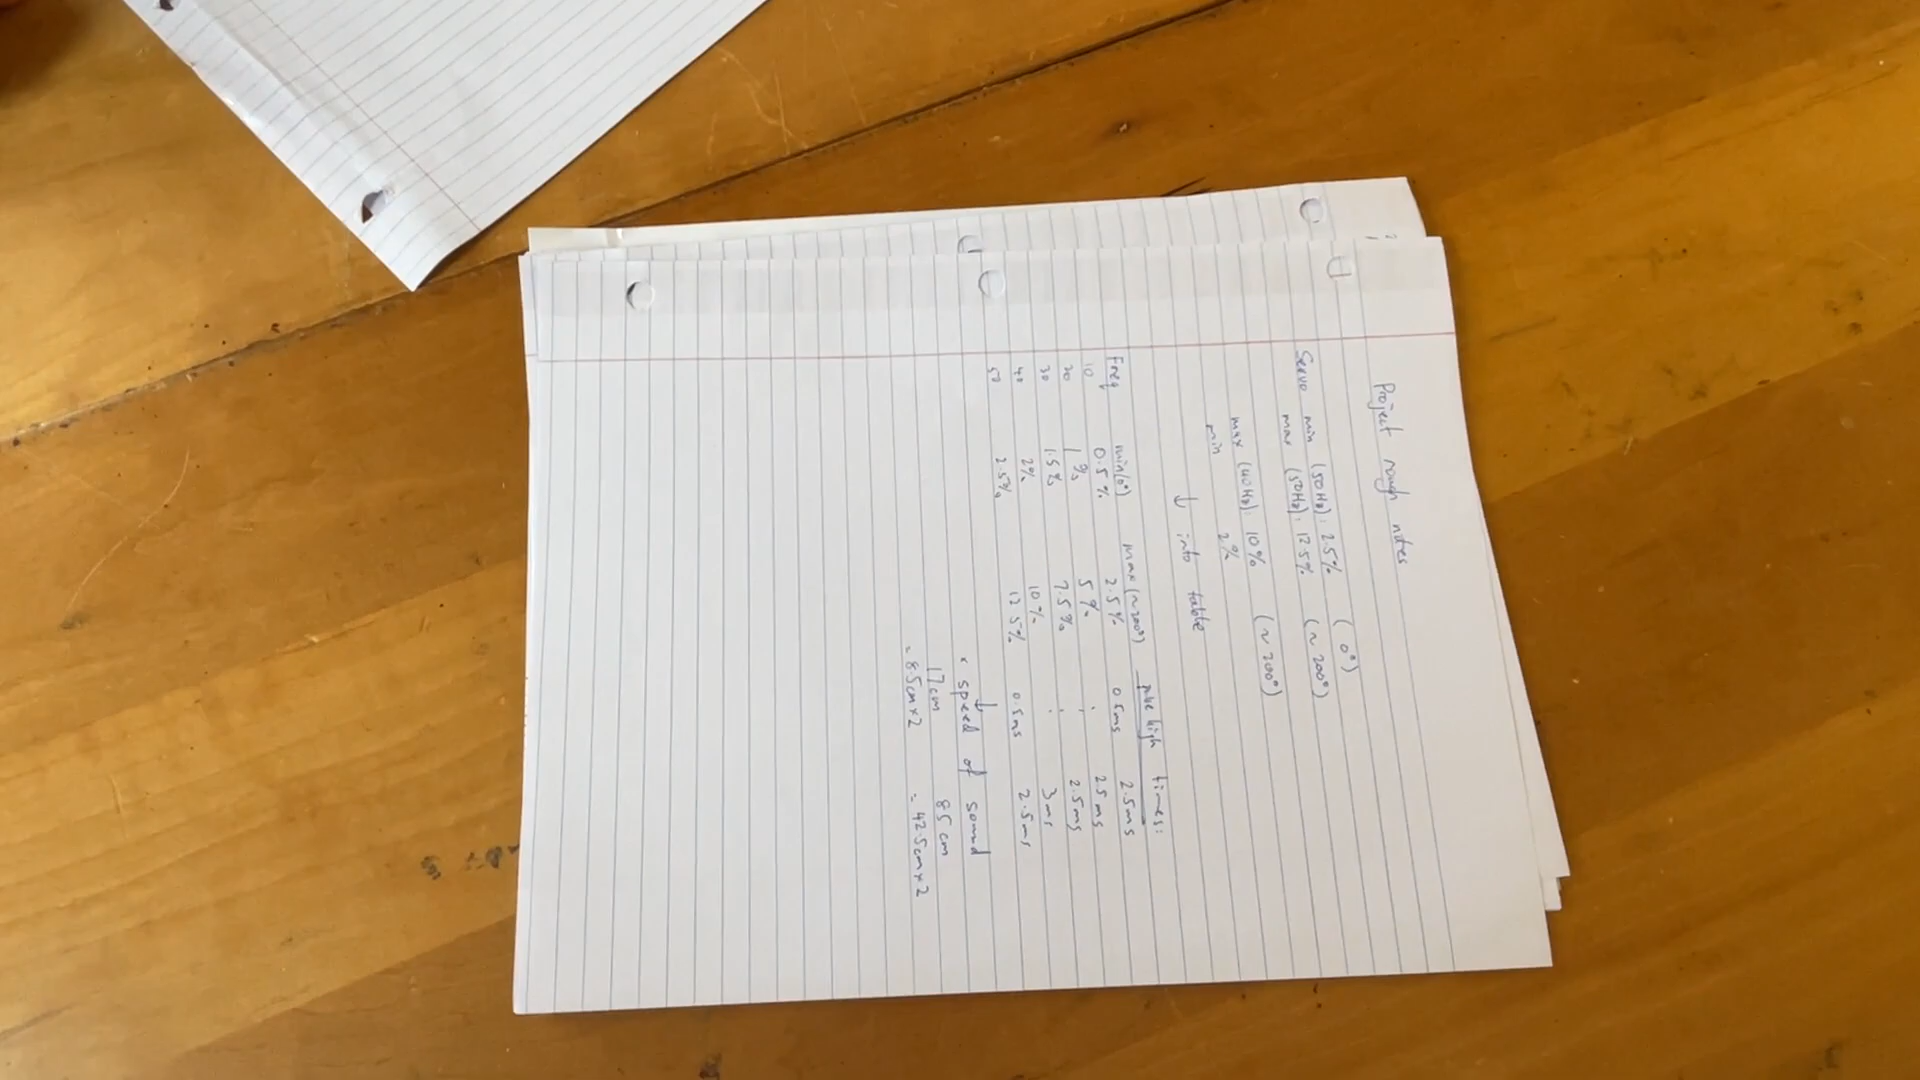 Project rough notes
Servo min (50Hz): 2.5% (0°)
max (50Hz): 12.5% (~200°)
max (40Hz): 10% (~200°)
min 2%
↓ into table
Freq min(0°) max(~200°) pulse high times:
10 0.5% 2.5% 0.5ms 2.5ms
20 1% 5% 2.5ms
30 1.5% 7.5% 2.5ms
40 2% 10% 3ms
50 2.5% 12.5% 0.5ms 2.5ms
↓
× speed of sound
17cm 85cm
= 8.5cm×2 = 42.5cm×2